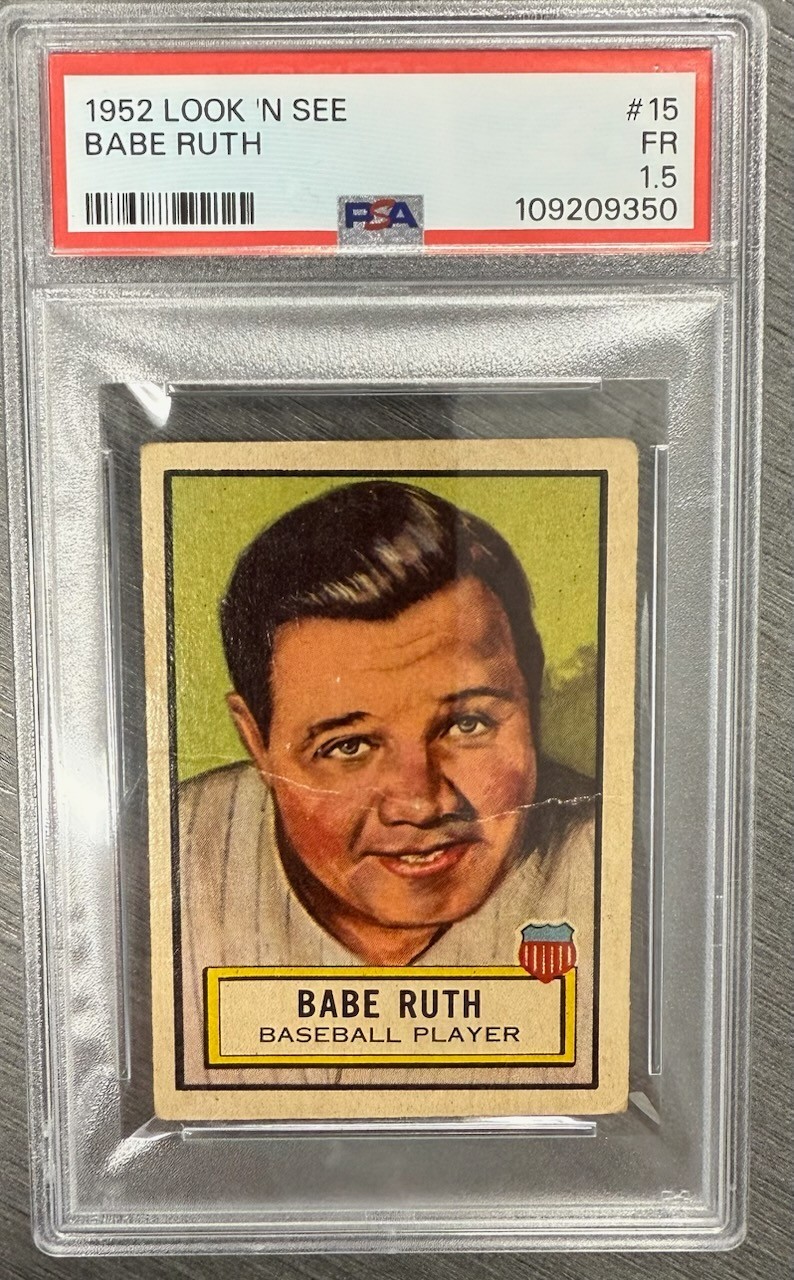 1952 LOOK 'N SEE #15
BABE RUTH FR
1.5
PSA 109209350
BABE RUTH
BASEBALL PLAYER